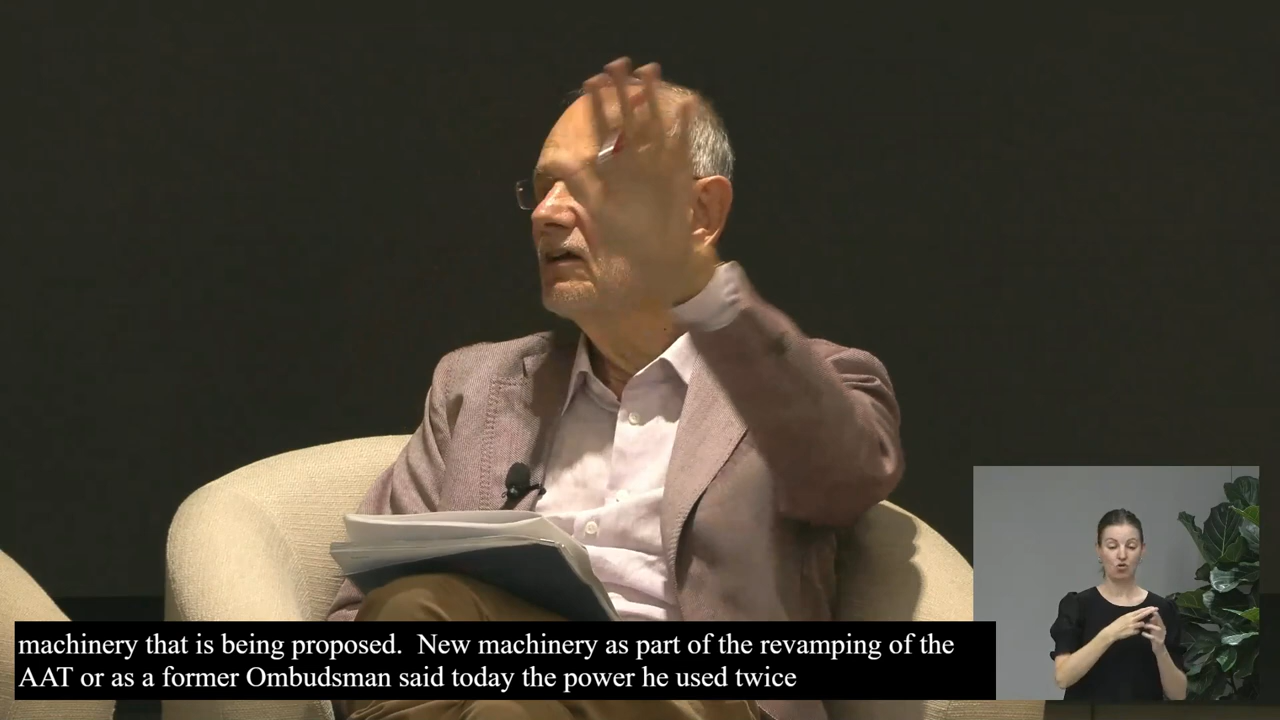 machinery that is being proposed.  New machinery as part of the revamping of the
AAT or as a former Ombudsman said today the power he used twice